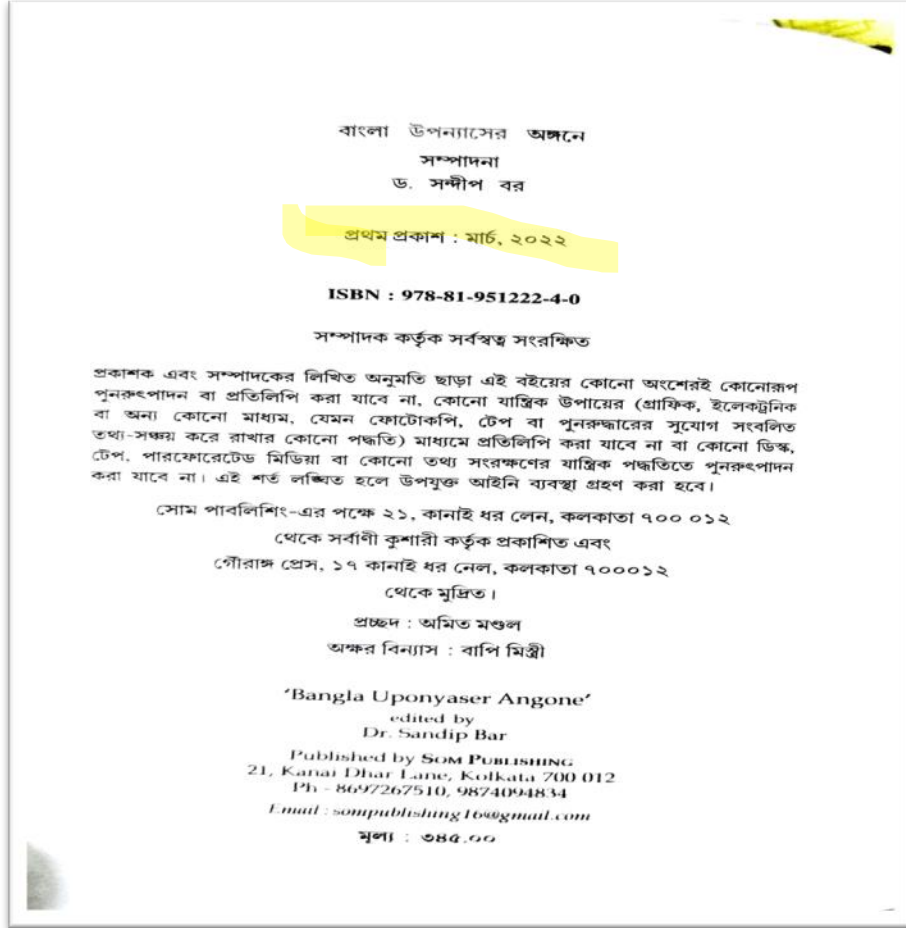 বাংলা উপন্যাসের অঙ্গনে
সম্পাদনা
ড. সন্দীপ বর
প্রথম প্রকাশ : মার্চ, ২০২২
ISBN : 978-81-951222-4-0
সম্পাদক কর্তৃক সর্বস্বত্ব সংরক্ষিত
প্রকাশক এবং সম্পাদকের লিখিত অনুমতি ছাড়া এই বইয়ের কোনো অংশেরই কোনোরূপ
পুনরুৎপাদন বা প্রতিলিপি করা যাবে না, কোনো যান্ত্রিক উপায়ের (গ্রাফিক, ইলেকট্রনিক
বা অন্য কোনো মাধ্যম, যেমন ফোটোকপি, টেপ বা পুনরুদ্ধারের সুযোগ সংবলিত
তথ্য-সঞ্চয় করে রাখার কোনো পদ্ধতি) মাধ্যমে প্রতিলিপি করা যাবে না বা কোনো ডিস্ক,
টেপ, পারফোরেটেড মিডিয়া বা কোনো তথ্য সংরক্ষণের যান্ত্রিক পদ্ধতিতে পুনরুৎপাদন
করা যাবে না। এই শর্ত লঙ্ঘিত হলে উপযুক্ত আইনি ব্যবস্থা গ্রহণ করা হবে।
সোম পাবলিশিং-এর পক্ষে ২১, কানাই ধর লেন, কলকাতা ৭০০ ০১২
থেকে সর্বাণী কুশারী কর্তৃক প্রকাশিত এবং
গৌরাঙ্গ প্রেস, ১৭ কানাই ধর নেল, কলকাতা ৭০০০১২
থেকে মুদ্রিত।
প্রচ্ছদ : অমিত মণ্ডল
অক্ষর বিন্যাস : বাপি মিস্ত্রী
'Bangla Uponyaser Angone'
edited by
Dr. Sandip Bar
Published by SOM PUBLISHING
21, Kanai Dhar Lane, Kolkata 700 012
Ph - 8697267510, 9874094834
Email : sompublishing16@gmail.com
মূল্য : ৩৪৫.০০